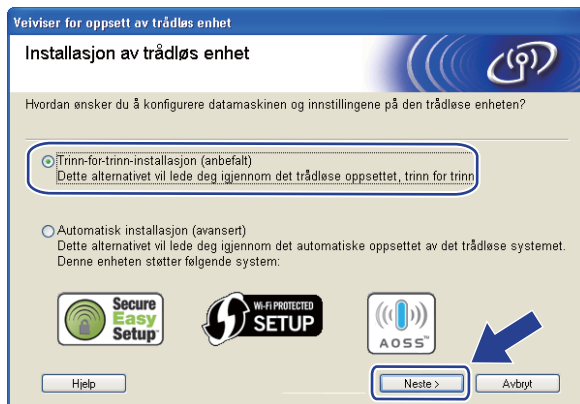 Veiviser for oppsett av trådløs enhet
Installasjon av trådløs enhet
Hvordan ønsker du å konfigurere datamaskinen og innstillingene på den trådløse enheten?
Trinn-for-trinn-installasjon (anbefalt)
Dette alternativet vil lede deg igjennom det trådløse oppsettet, trinn for trinn
Automatisk installasjon (avansert)
Dette alternativet vil lede deg igjennom det automatiske oppsettet av det trådløse systemet.
Denne enheten støtter følgende system:
Secure
Easy
Setup™
WI-FI PROTECTED
SETUP
AOSS™
Hjelp
Neste >
Avbryt